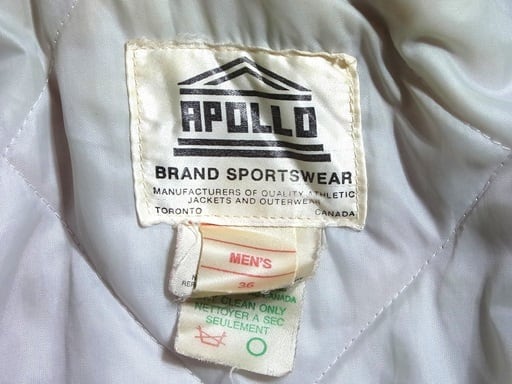 APOLLO
BRAND SPORTSWEAR
MANUFACTURERS OF QUALITY ATHLETIC
JACKETS AND OUTERWEAR
TORONTO CANADA
MEN'S
36
CANADA
CLEAN ONLY
NETTOYER A SEC
SEULEMENT